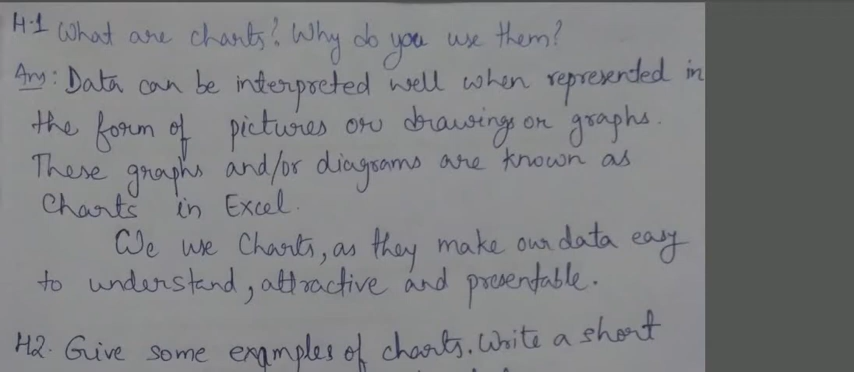 H.1 What are charts? Why do you use them?
Ans: Data can be interpreted well when represented in
the form of pictures or drawings or graphs.
These graphs and/or diagrams are known as
Charts in Excel.
We use Charts, as they make our data easy
to understand, attractive and presentable.
H2. Give some examples of charts. Write a short